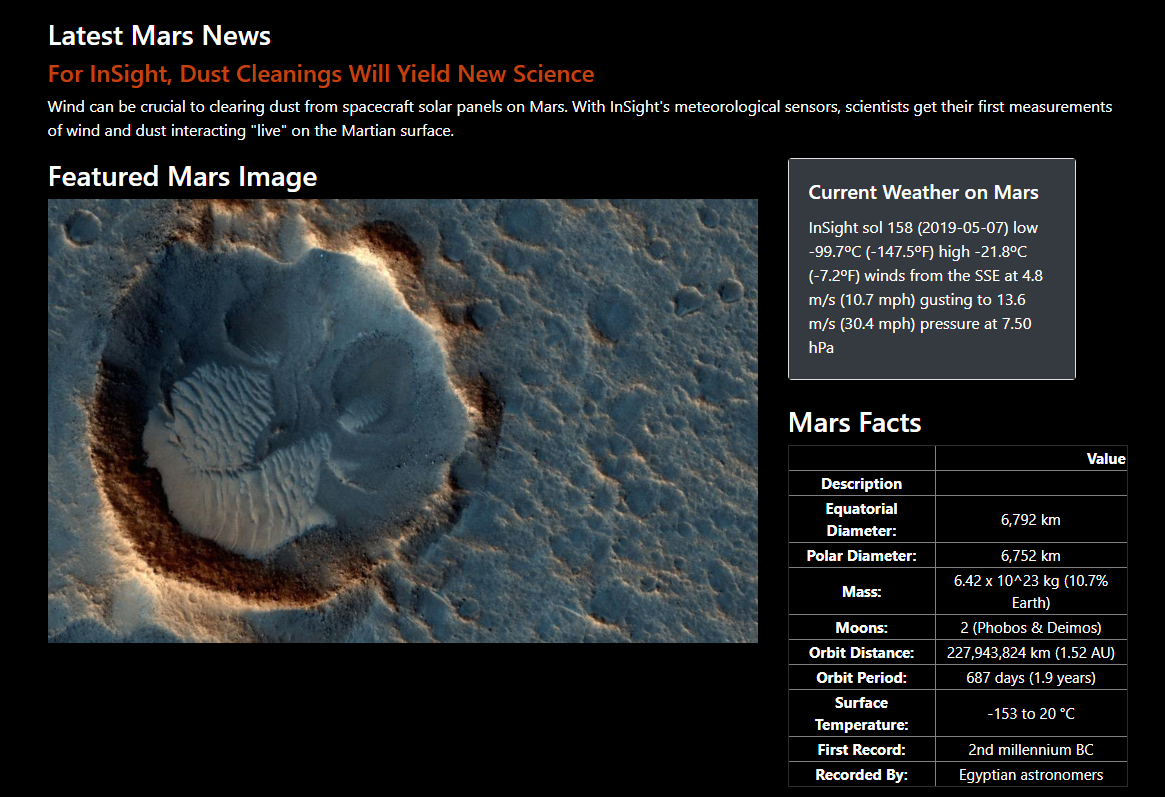 Latest Mars News
For InSight, Dust Cleanings Will Yield New Science
Wind can be crucial to clearing dust from spacecraft solar panels on Mars. With InSight's meteorological sensors, scientists get their first measurements
of wind and dust interacting "live" on the Martian surface.
Featured Mars Image
Current Weather on Mars
InSight sol 158 (2019-05-07) low
-99.7ºC (-147.5ºF) high -21.8ºC
(-7.2ºF) winds from the SSE at 4.8
m/s (10.7 mph) gusting to 13.6
m/s (30.4 mph) pressure at 7.50
hPa
Mars Facts
Value
Description
Equatorial
Diameter:
6,792 km
Polar Diameter:
6,752 km
Mass:
6.42 x 10^23 kg (10.7%
Earth)
Moons:
2 (Phobos & Deimos)
Orbit Distance:
227,943,824 km (1.52 AU)
Orbit Period:
687 days (1.9 years)
Surface
Temperature:
-153 to 20 °C
First Record:
2nd millennium BC
Recorded By:
Egyptian astronomers